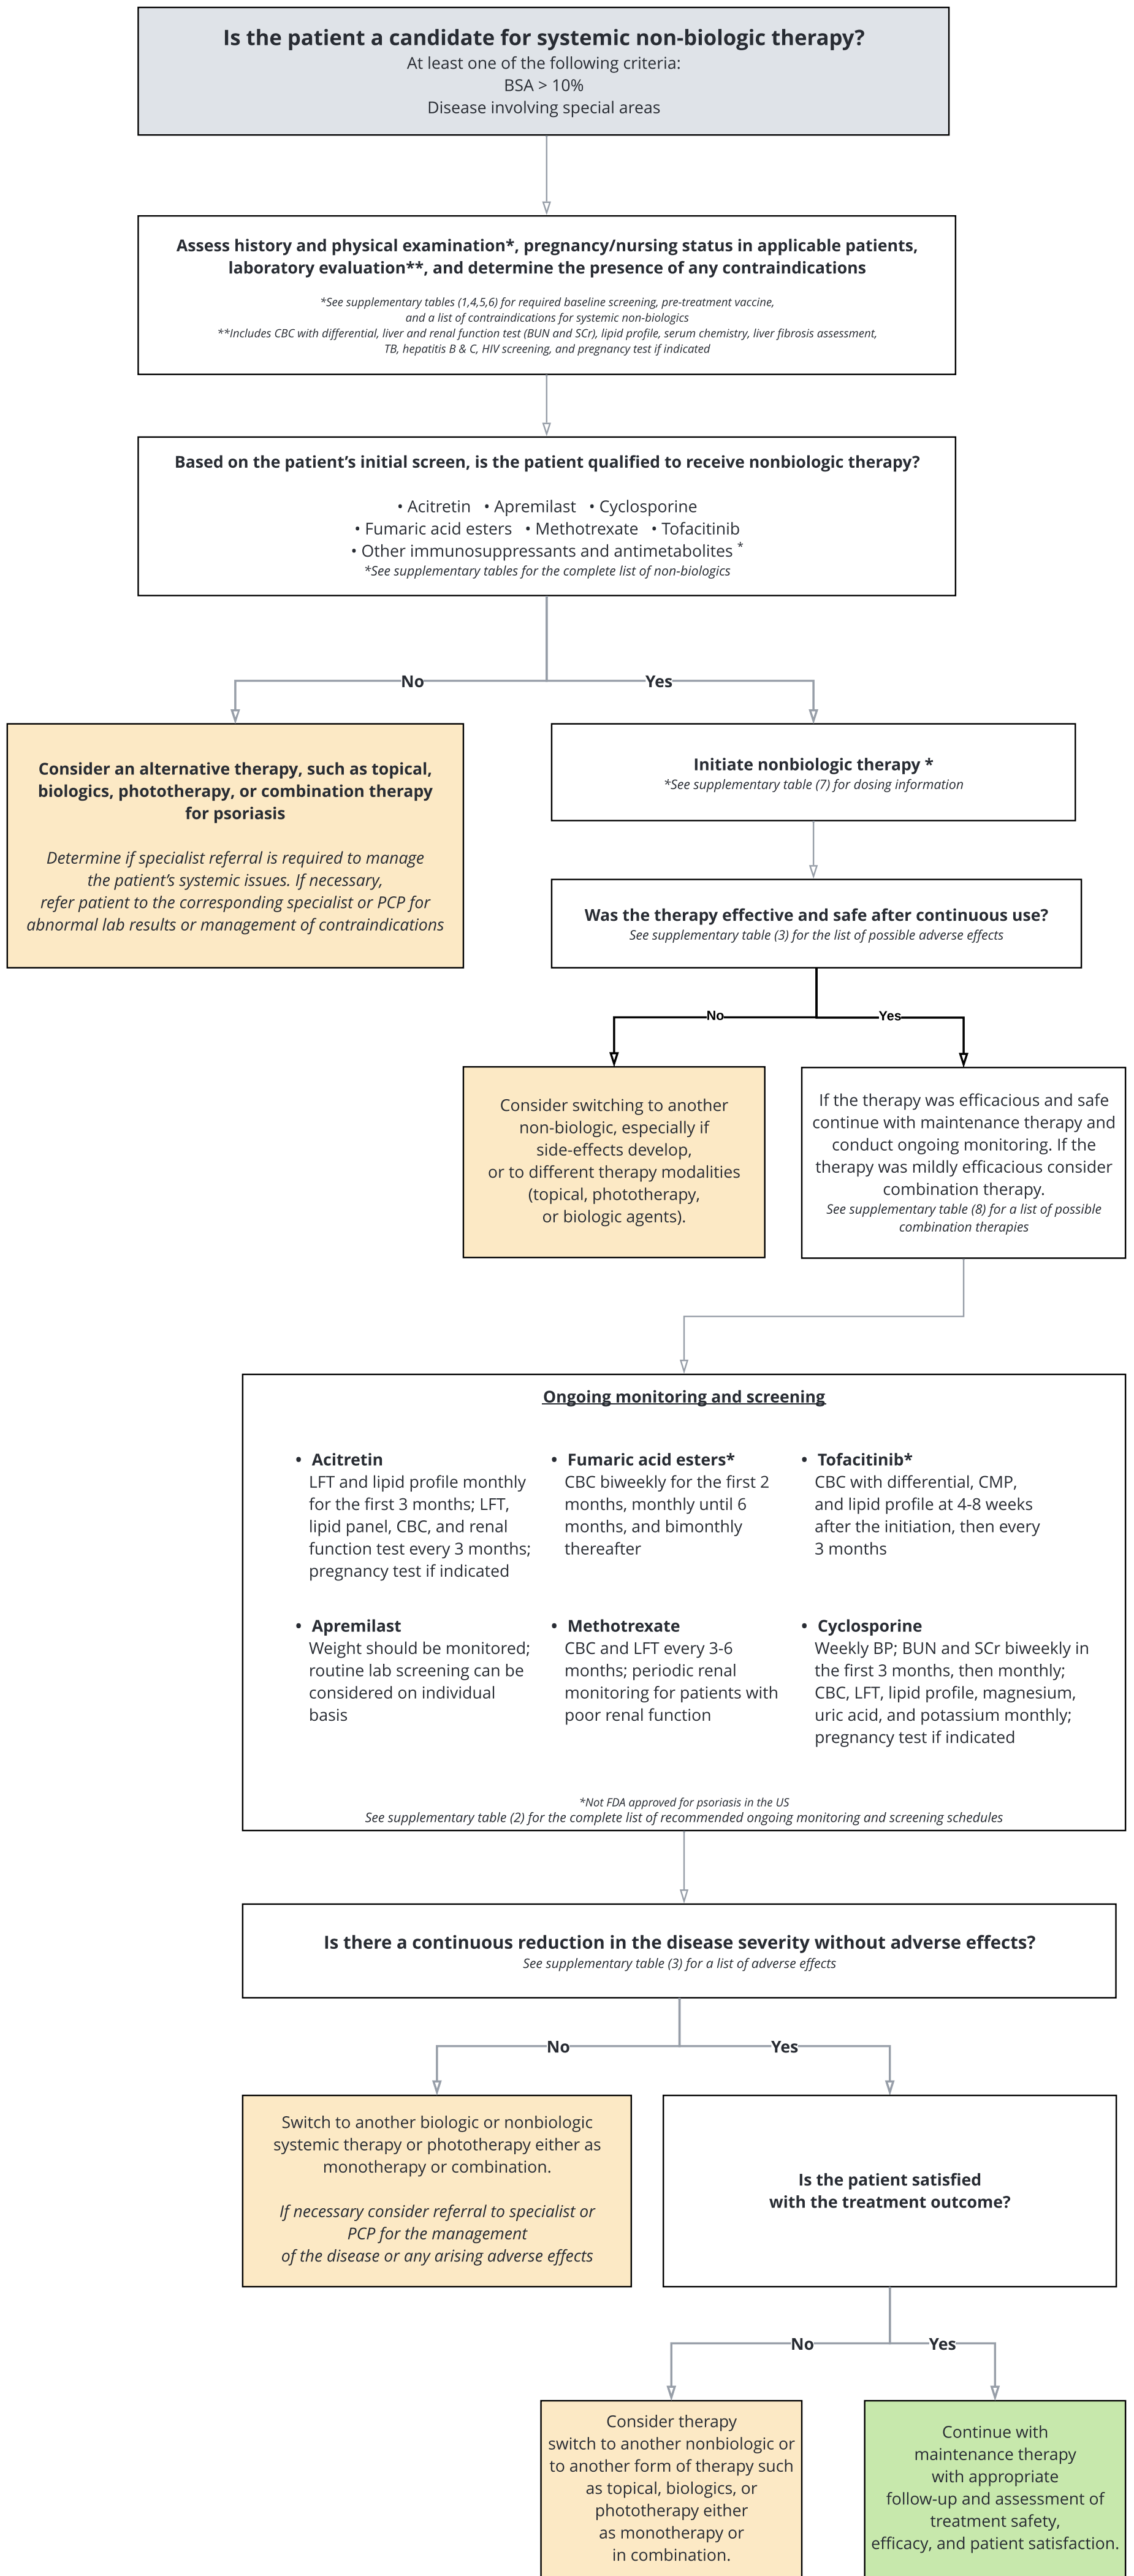 Is the patient a candidate for systemic non-biologic therapy?
At least one of the following criteria:
BSA > 10%
Disease involving special areas
Assess history and physical examination*, pregnancy/nursing status in applicable patients,
laboratory evaluation**, and determine the presence of any contraindications
*See supplementary tables (1,4,5,6) for required baseline screening, pre-treatment vaccine,
and a list of contraindications for systemic non-biologics
**Includes CBC with differential, liver and renal function test (BUN and SCr), lipid profile, serum chemistry, liver fibrosis assessment,
TB, hepatitis B & C, HIV screening, and pregnancy test if indicated
Based on the patient's initial screen, is the patient qualified to receive nonbiologic therapy?
• Acitretin • Apremilast • Cyclosporine
• Fumaric acid esters • Methotrexate • Tofacitinib
• Other immunosuppressants and antimetabolites *
*See supplementary tables for the complete list of non-biologics
No
Yes
Consider an alternative therapy, such as topical,
biologics, phototherapy, or combination therapy
for psoriasis
Determine if specialist referral is required to manage
the patient's systemic issues. If necessary,
refer patient to the corresponding specialist or PCP for
abnormal lab results or management of contraindications
Initiate nonbiologic therapy *
*See supplementary table (7) for dosing information
Was the therapy effective and safe after continuous use?
See supplementary table (3) for the list of possible adverse effects
No
Yes
Consider switching to another
non-biologic, especially if
side-effects develop,
or to different therapy modalities
(topical, phototherapy,
or biologic agents).
If the therapy was efficacious and safe
continue with maintenance therapy and
conduct ongoing monitoring. If the
therapy was mildly efficacious consider
combination therapy.
See supplementary table (8) for a list of possible
combination therapies
Ongoing monitoring and screening
• Acitretin
LFT and lipid profile monthly
for the first 3 months; LFT,
lipid panel, CBC, and renal
function test every 3 months;
pregnancy test if indicated
• Fumaric acid esters*
CBC biweekly for the first 2
months, monthly until 6
months, and bimonthly
thereafter
• Tofacitinib*
CBC with differential, CMP,
and lipid profile at 4-8 weeks
after the initiation, then every
3 months
• Apremilast
Weight should be monitored;
routine lab screening can be
considered on individual
basis
• Methotrexate
CBC and LFT every 3-6
months; periodic renal
monitoring for patients with
poor renal function
• Cyclosporine
Weekly BP; BUN and SCr biweekly in
the first 3 months, then monthly;
CBC, LFT, lipid profile, magnesium,
uric acid, and potassium monthly;
pregnancy test if indicated
*Not FDA approved for psoriasis in the US
See supplementary table (2) for the complete list of recommended ongoing monitoring and screening schedules
Is there a continuous reduction in the disease severity without adverse effects?
See supplementary table (3) for a list of adverse effects
No
Yes
Switch to another biologic or nonbiologic
systemic therapy or phototherapy either as
monotherapy or combination.
If necessary consider referral to specialist or
PCP for the management
of the disease or any arising adverse effects
Is the patient satisfied
with the treatment outcome?
No
Yes
Consider therapy
switch to another nonbiologic or
to another form of therapy such
as topical, biologics, or
phototherapy either
as monotherapy or
in combination.
Continue with
maintenance therapy
with appropriate
follow-up and assessment of
treatment safety,
efficacy, and patient satisfaction.